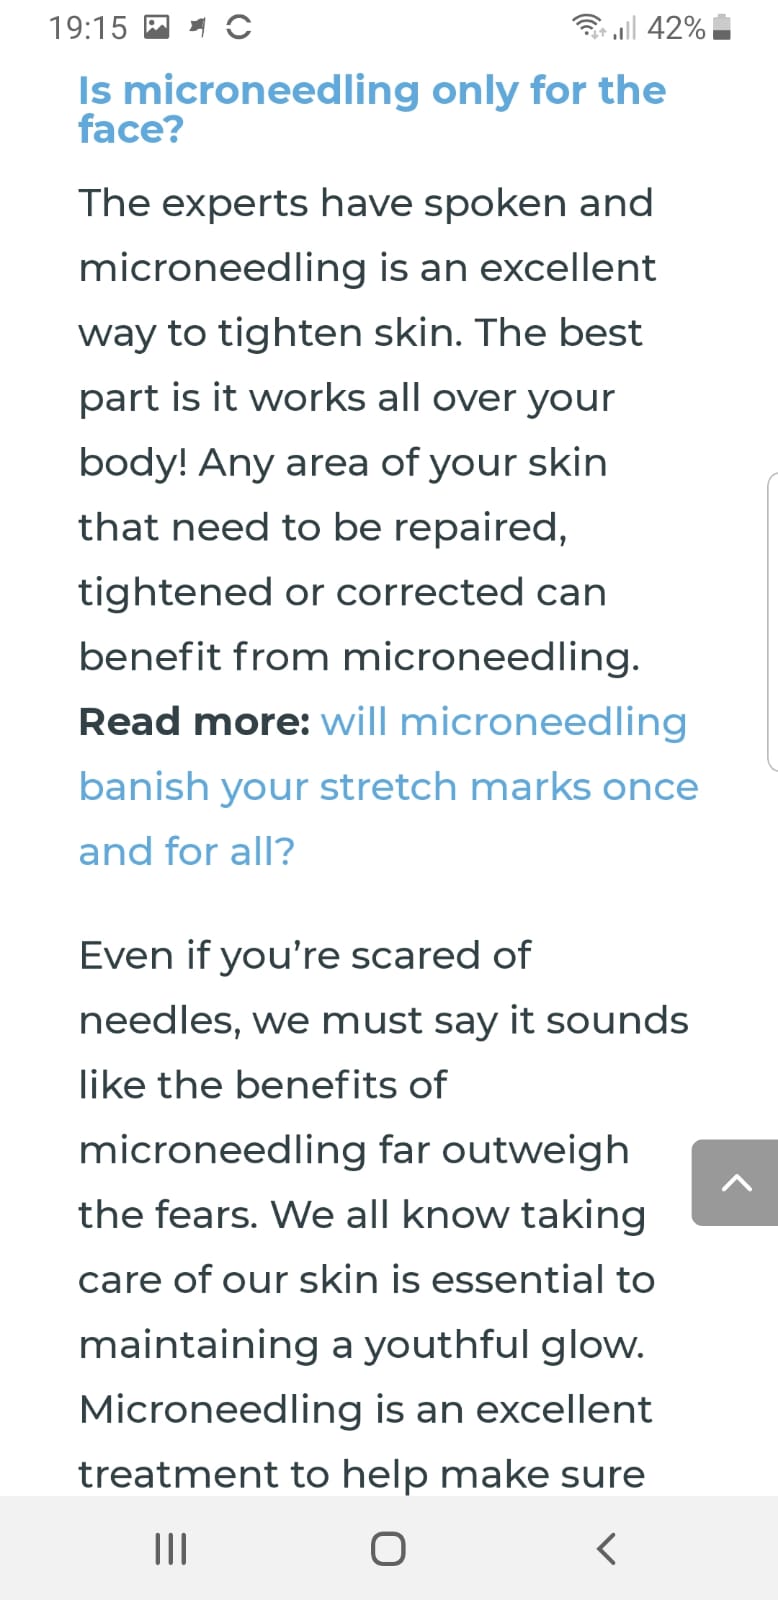 19:15 42%
Is microneedling only for the
face?
The experts have spoken and
microneedling is an excellent
way to tighten skin. The best
part is it works all over your
body! Any area of your skin
that need to be repaired,
tightened or corrected can
benefit from microneedling.
Read more: will microneedling
banish your stretch marks once
and for all?
Even if you’re scared of
needles, we must say it sounds
like the benefits of
microneedling far outweigh
the fears. We all know taking
care of our skin is essential to
maintaining a youthful glow.
Microneedling is an excellent
treatment to help make sure